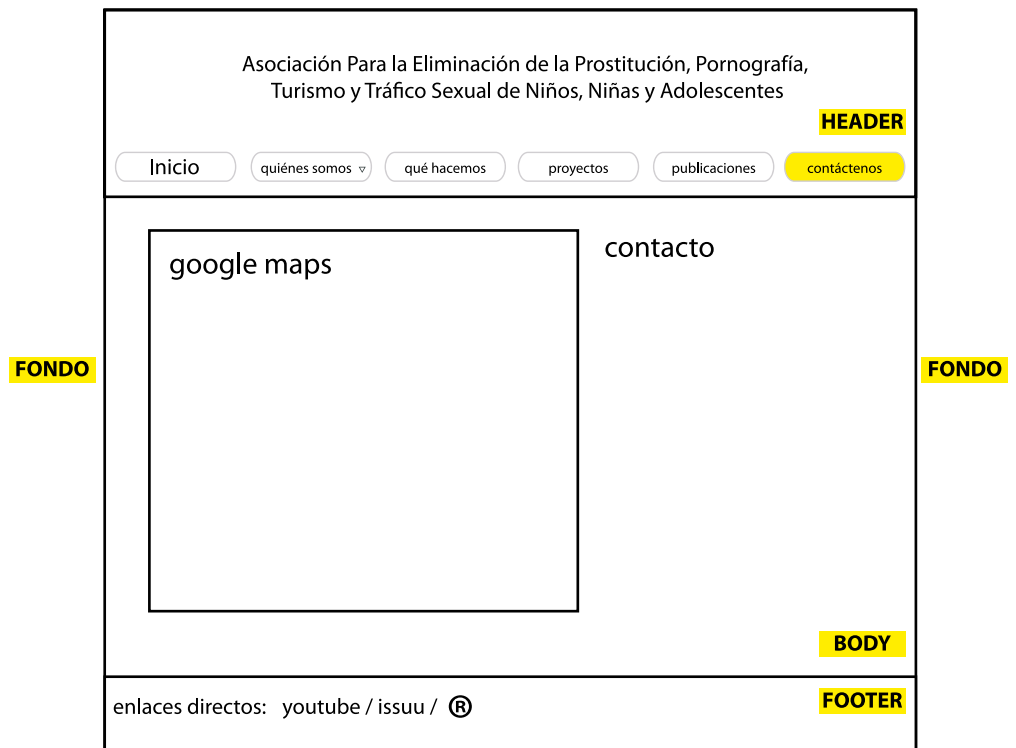 Asociación Para la Eliminación de la Prostitución, Pornografía,
Turismo y Tráfico Sexual de Niños, Niñas y Adolescentes
HEADER
Inicio
quiénes somos ▿
qué hacemos
proyectos
publicaciones
contáctenos
google maps
contacto
FONDO
FONDO
BODY
enlaces directos: youtube / issuu / ®
FOOTER